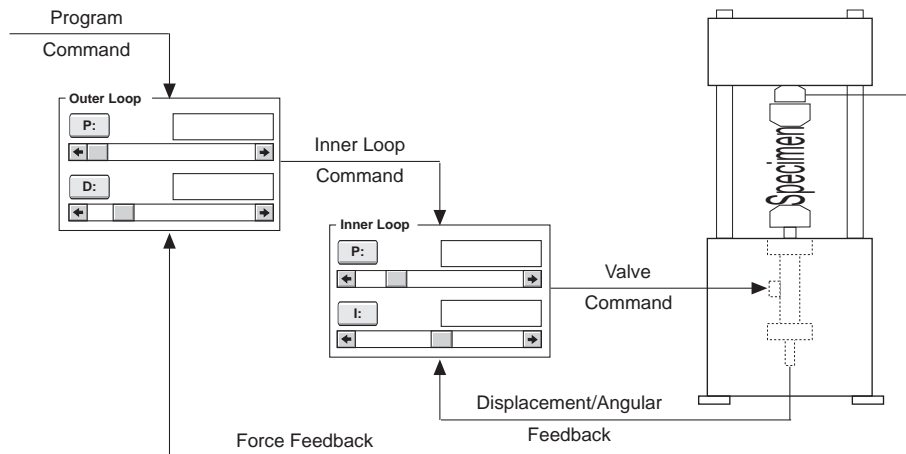 Program
Command
Outer Loop
P:
D:
Inner Loop
Command
Inner Loop
P:
I:
Valve
Command
Specimen
Displacement/Angular
Feedback
Force Feedback